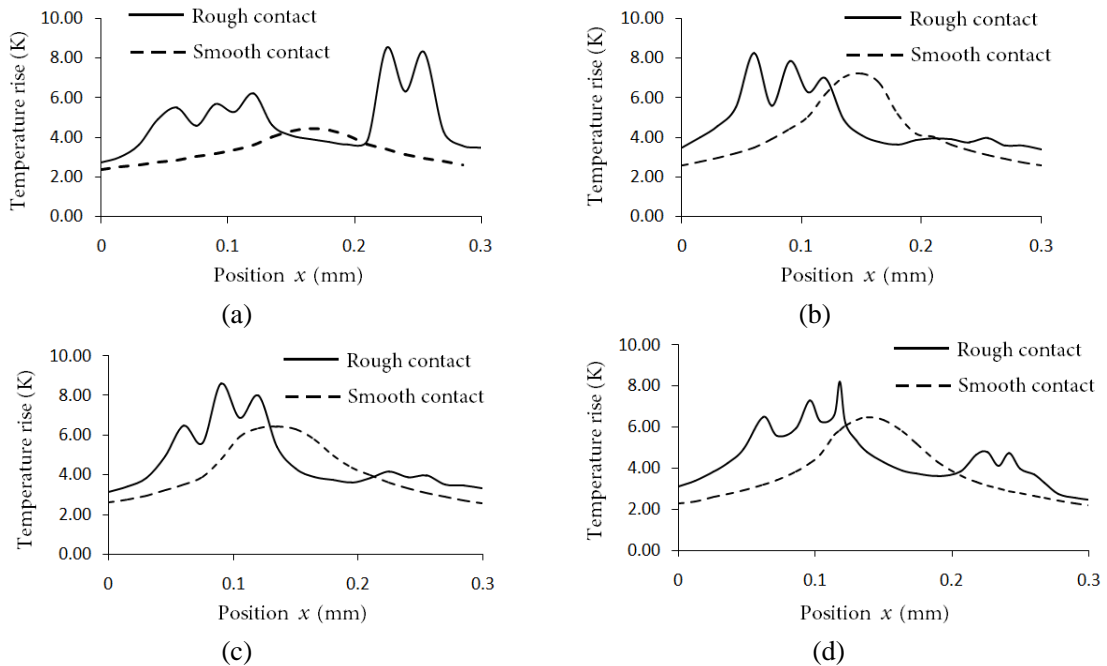 Temperature rise (K)
10.00
8.00
6.00
4.00
2.00
0.00
0
0.1
0.2
0.3
Position x (mm)
Rough contact
Smooth contact
(a)
Temperature rise (K)
10.00
8.00
6.00
4.00
2.00
0.00
0
0.1
0.2
0.3
Position x (mm)
Rough contact
Smooth contact
(b)
Temperature rise (K)
10.00
8.00
6.00
4.00
2.00
0.00
0
0.1
0.2
0.3
Position x (mm)
Rough contact
Smooth contact
(c)
Temperature rise (K)
10.00
8.00
6.00
4.00
2.00
0.00
0
0.1
0.2
0.3
Position x (mm)
Rough contact
Smooth contact
(d)